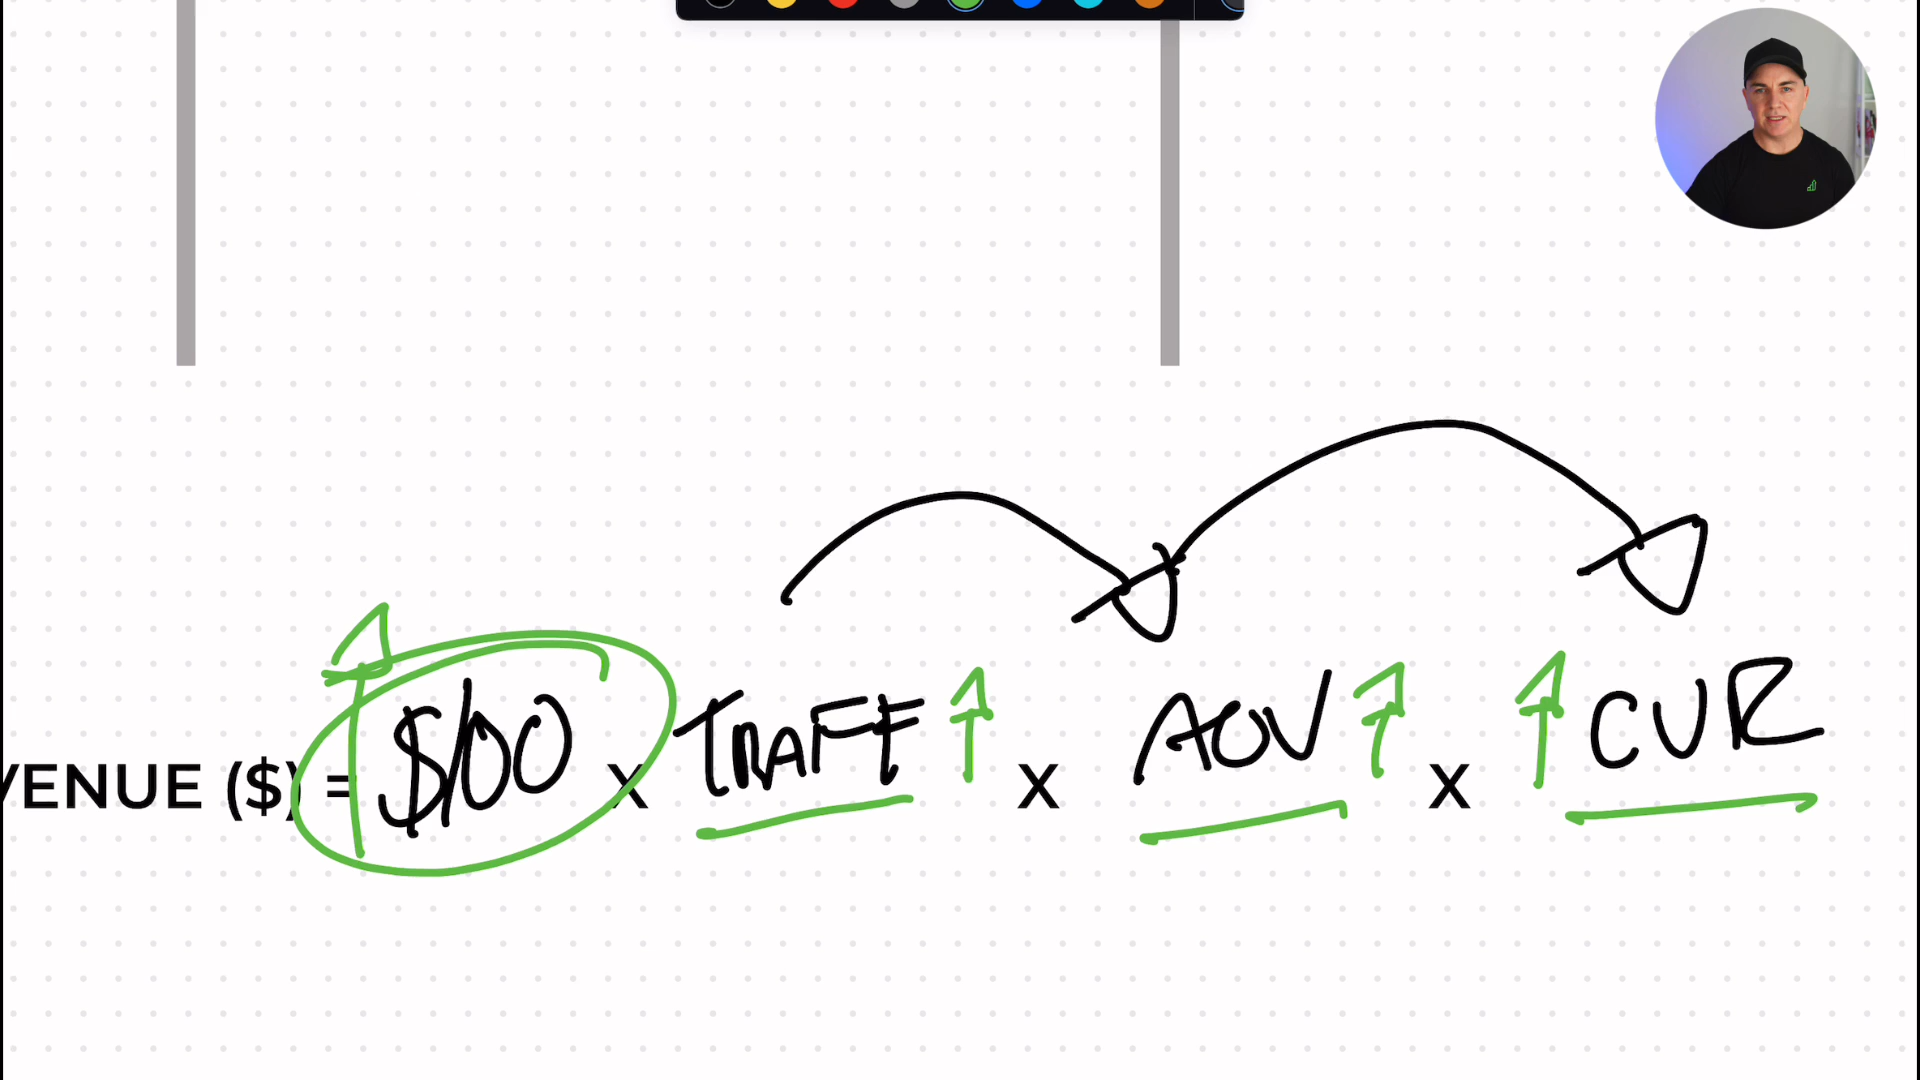 VENUE ($) = $100 X TRAFF X AOV X CVR